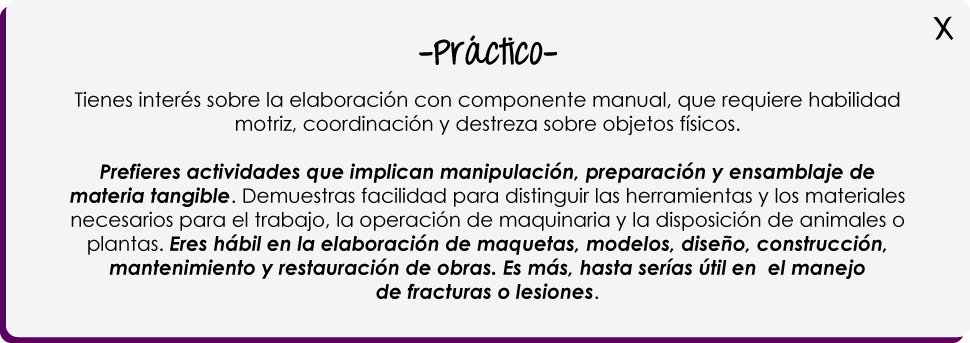 X
-Práctico-
Tienes interés sobre la elaboración con componente manual, que requiere habilidad
motriz, coordinación y destreza sobre objetos físicos.
Prefieres actividades que implican manipulación, preparación y ensamblaje de
materia tangible. Demuestras facilidad para distinguir las herramientas y los materiales
necesarios para el trabajo, la operación de maquinaria y la disposición de animales o
plantas. Eres hábil en la elaboración de maquetas, modelos, diseño, construcción,
mantenimiento y restauración de obras. Es más, hasta serías útil en  el manejo
de fracturas o lesiones.